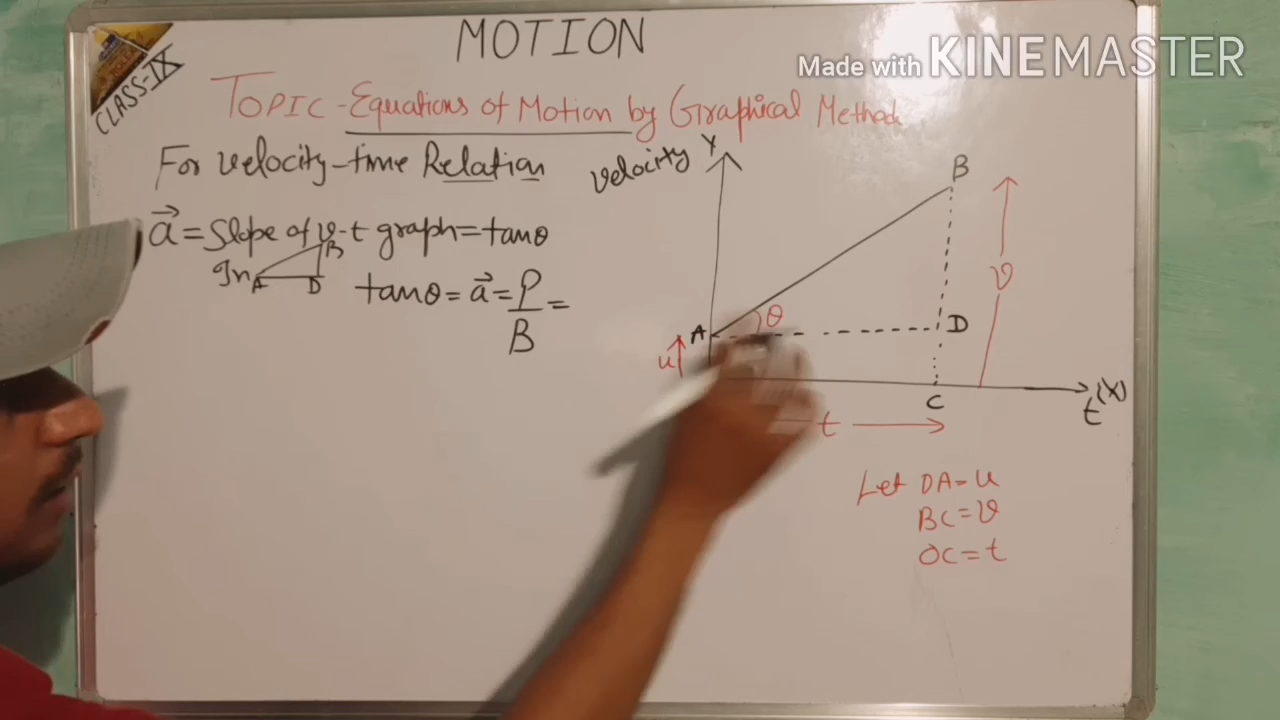 MOTION
Made with KINEMASTER
CLASS-IX
TOPIC - Equations of Motion by Graphical Method
For velocity-time Relation
velocity
Y
B
a = Slope of v-t graph = tanθ
In
A
D
B
tanθ = a = P/B =
θ
v
A
D
u
C
t (X)
t
Let OA = u
BC = v
OC = t